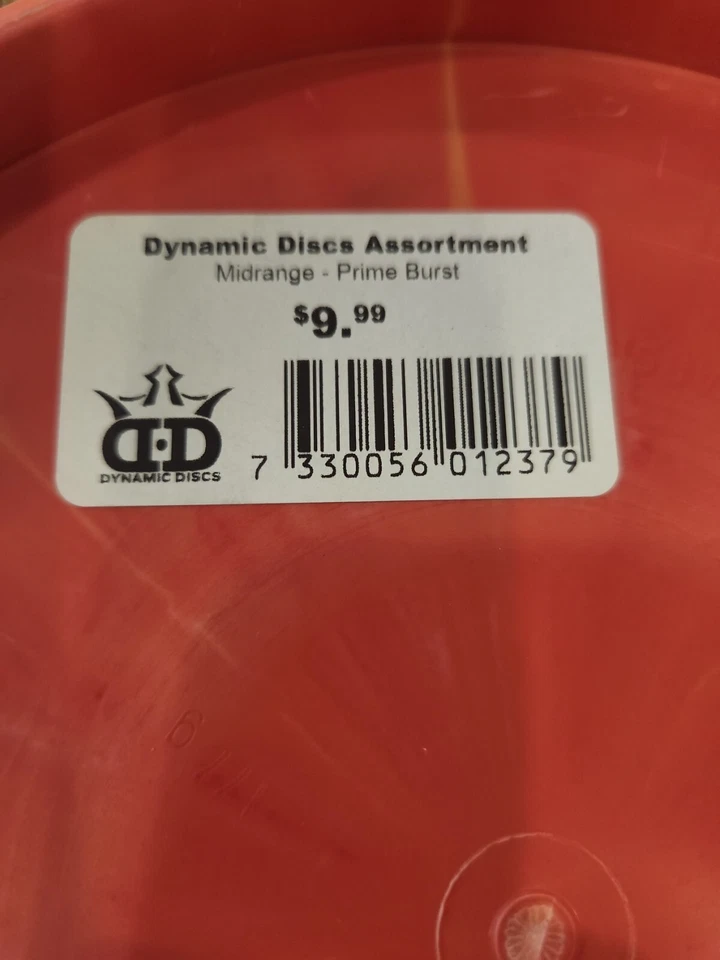 Dynamic Discs Assortment
Midrange - Prime Burst
$9.99
D·D
DYNAMIC DISCS
7 330056 012379